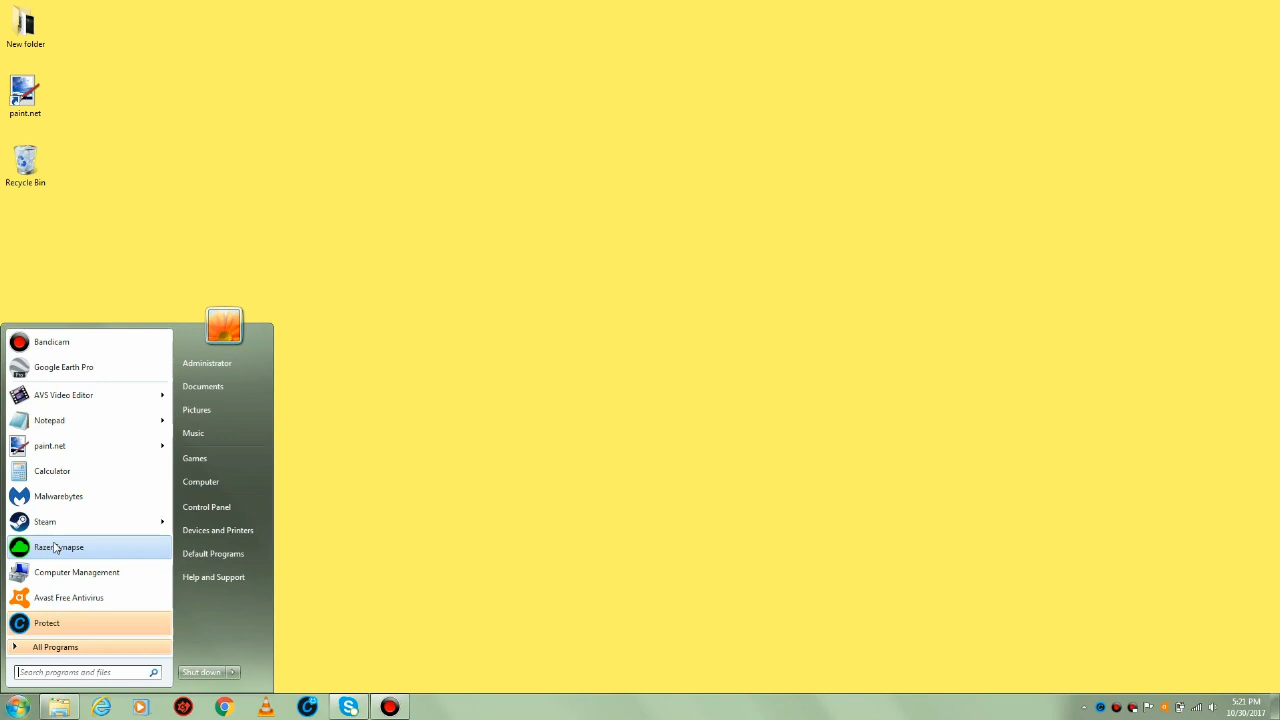 New folder
paint.net
Recycle Bin
Bandicam
Google Earth Pro
AVS Video Editor
Notepad
paint.net
Calculator
Malwarebytes
Steam
Razer Synapse
Computer Management
Avast Free Antivirus
Protect
All Programs
Search programs and files
Administrator
Documents
Pictures
Music
Games
Computer
Control Panel
Devices and Printers
Default Programs
Help and Support
Shut down
5:21 PM
10/30/2017